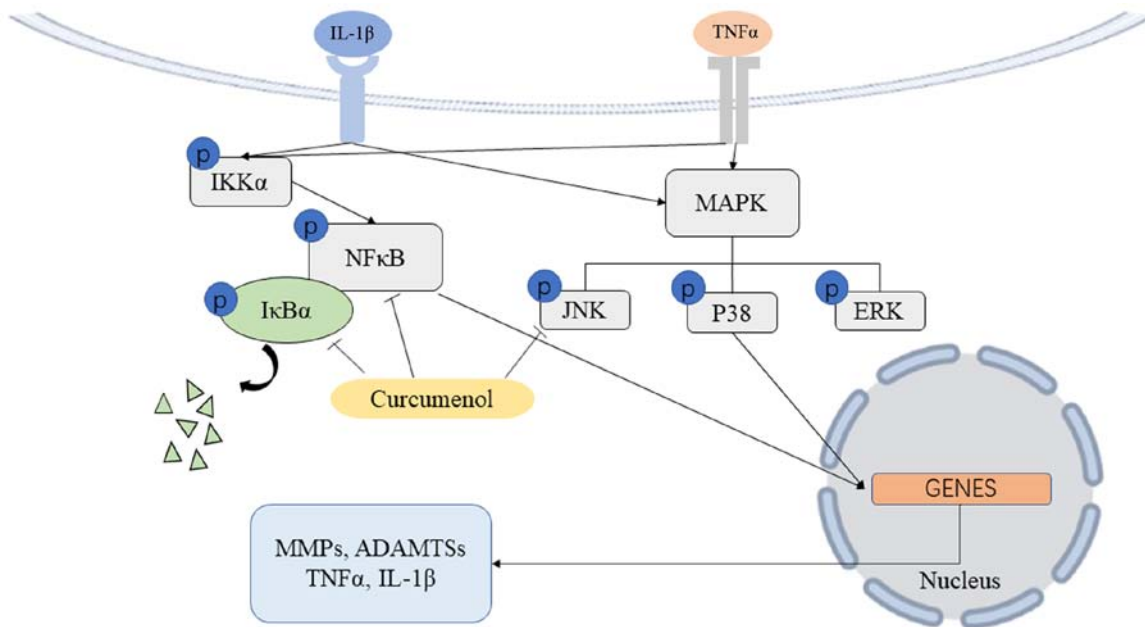 IL-1β
TNFα
p
IKKα
MAPK
p
NFκB
p
IκBα
p
JNK
p
P38
p
ERK
Curcumenol
GENES
MMPs, ADAMTSs
TNFα, IL-1β
Nucleus